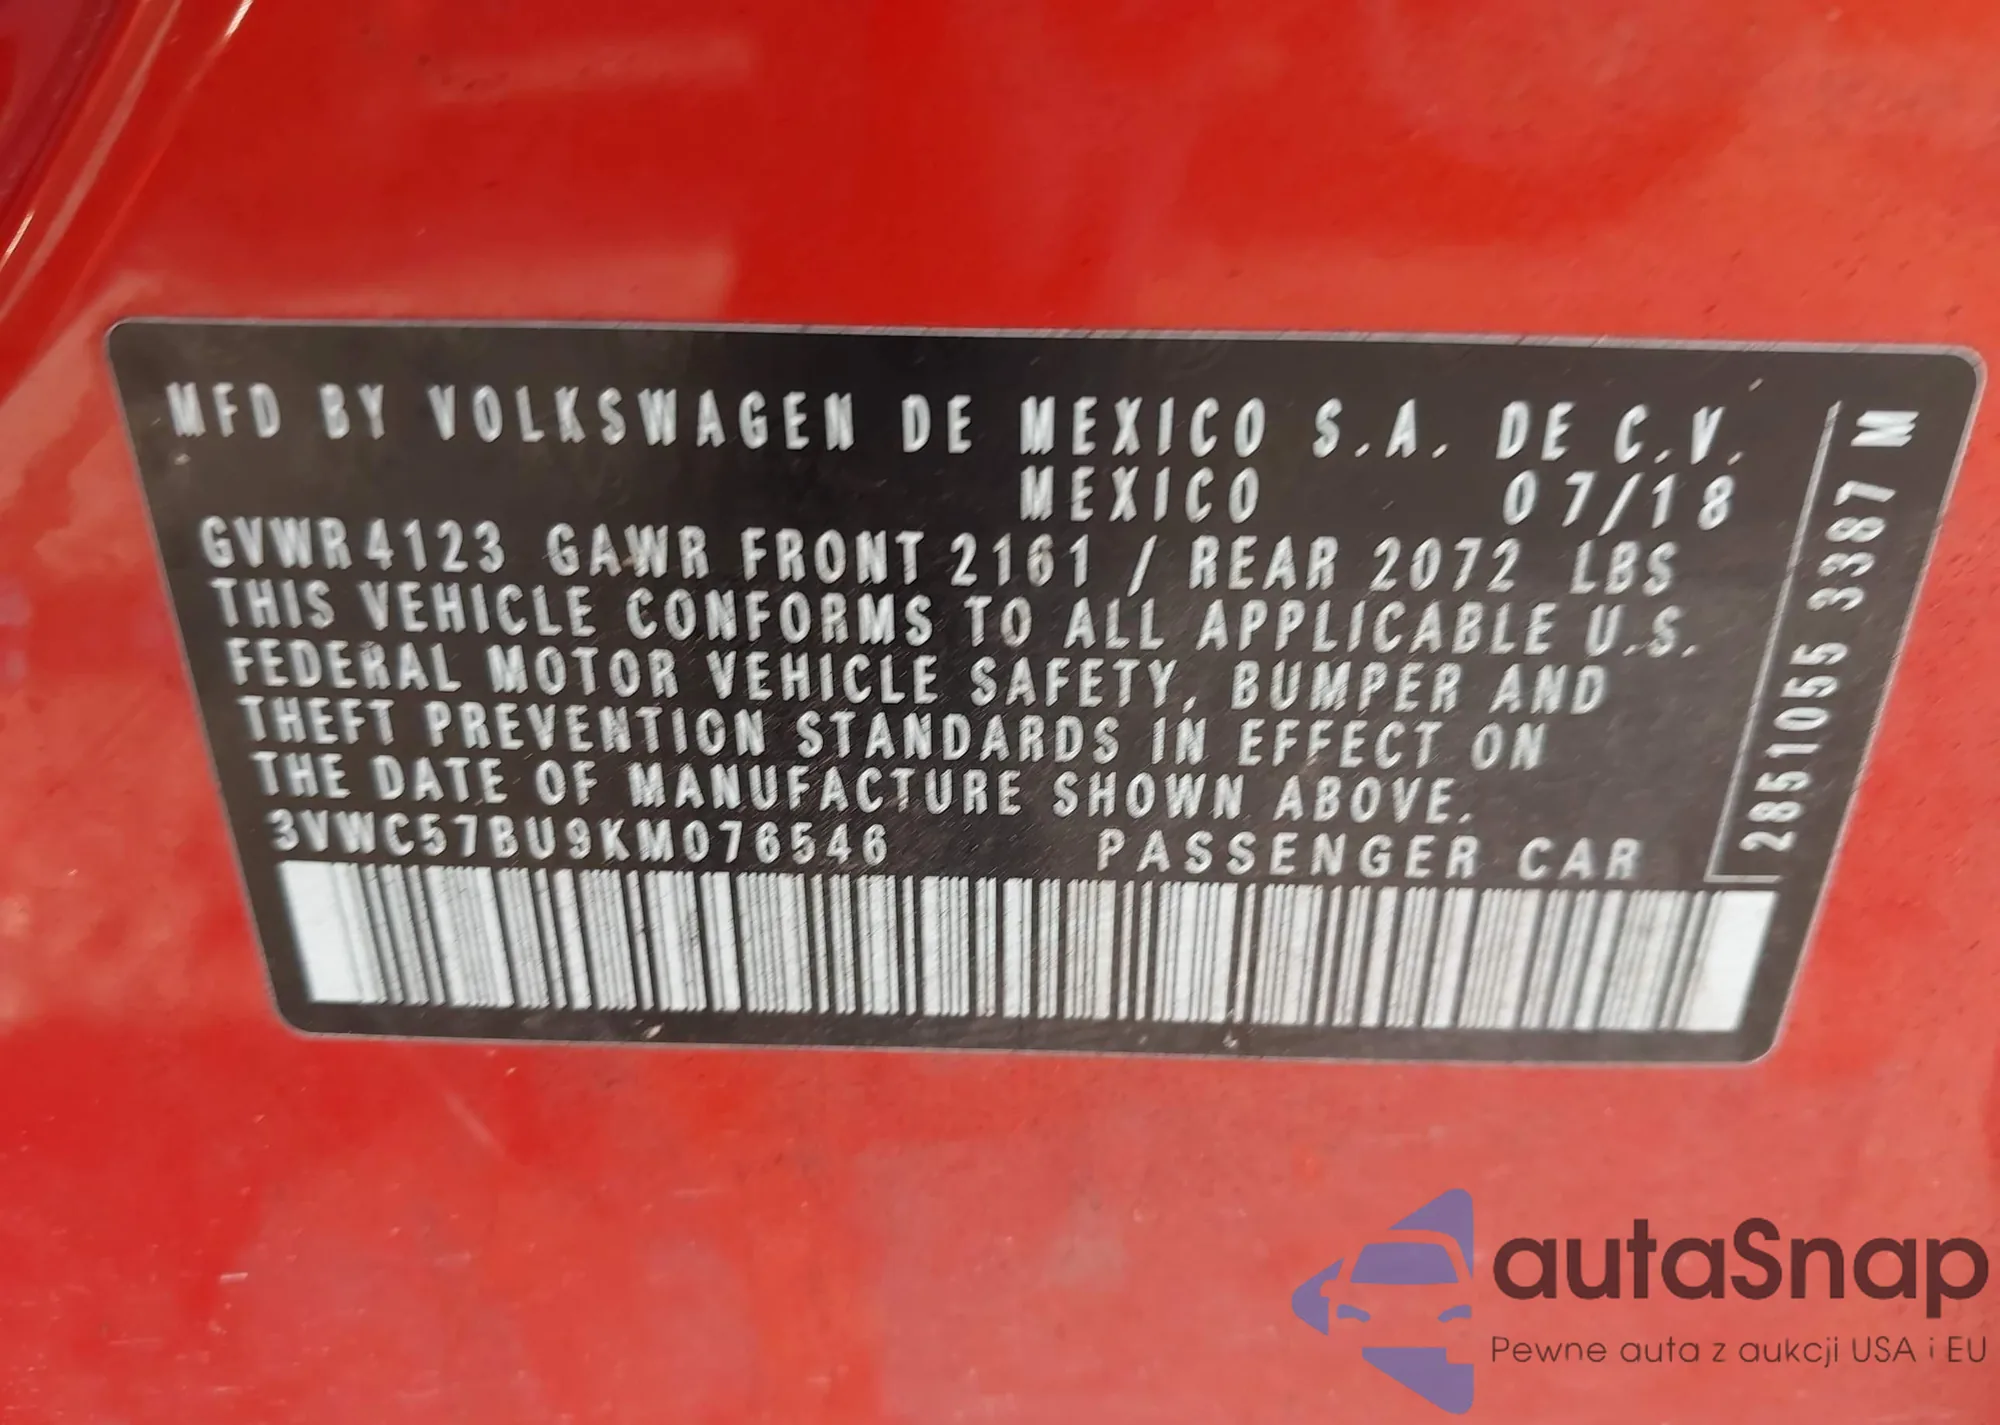 MFD BY VOLKSWAGEN DE MEXICO S.A. DE C.V.
MEXICO 07/18
GVWR 4123 GAWR FRONT 2161 / REAR 2072 LBS
THIS VEHICLE CONFORMS TO ALL APPLICABLE U.S.
FEDERAL MOTOR VEHICLE SAFETY, BUMPER AND
THEFT PREVENTION STANDARDS IN EFFECT ON
THE DATE OF MANUFACTURE SHOWN ABOVE.
3VWC57BU9KM076546 PASSENGER CAR
2851055 3387 M
autaSnap
Pewne auta z aukcji USA i EU